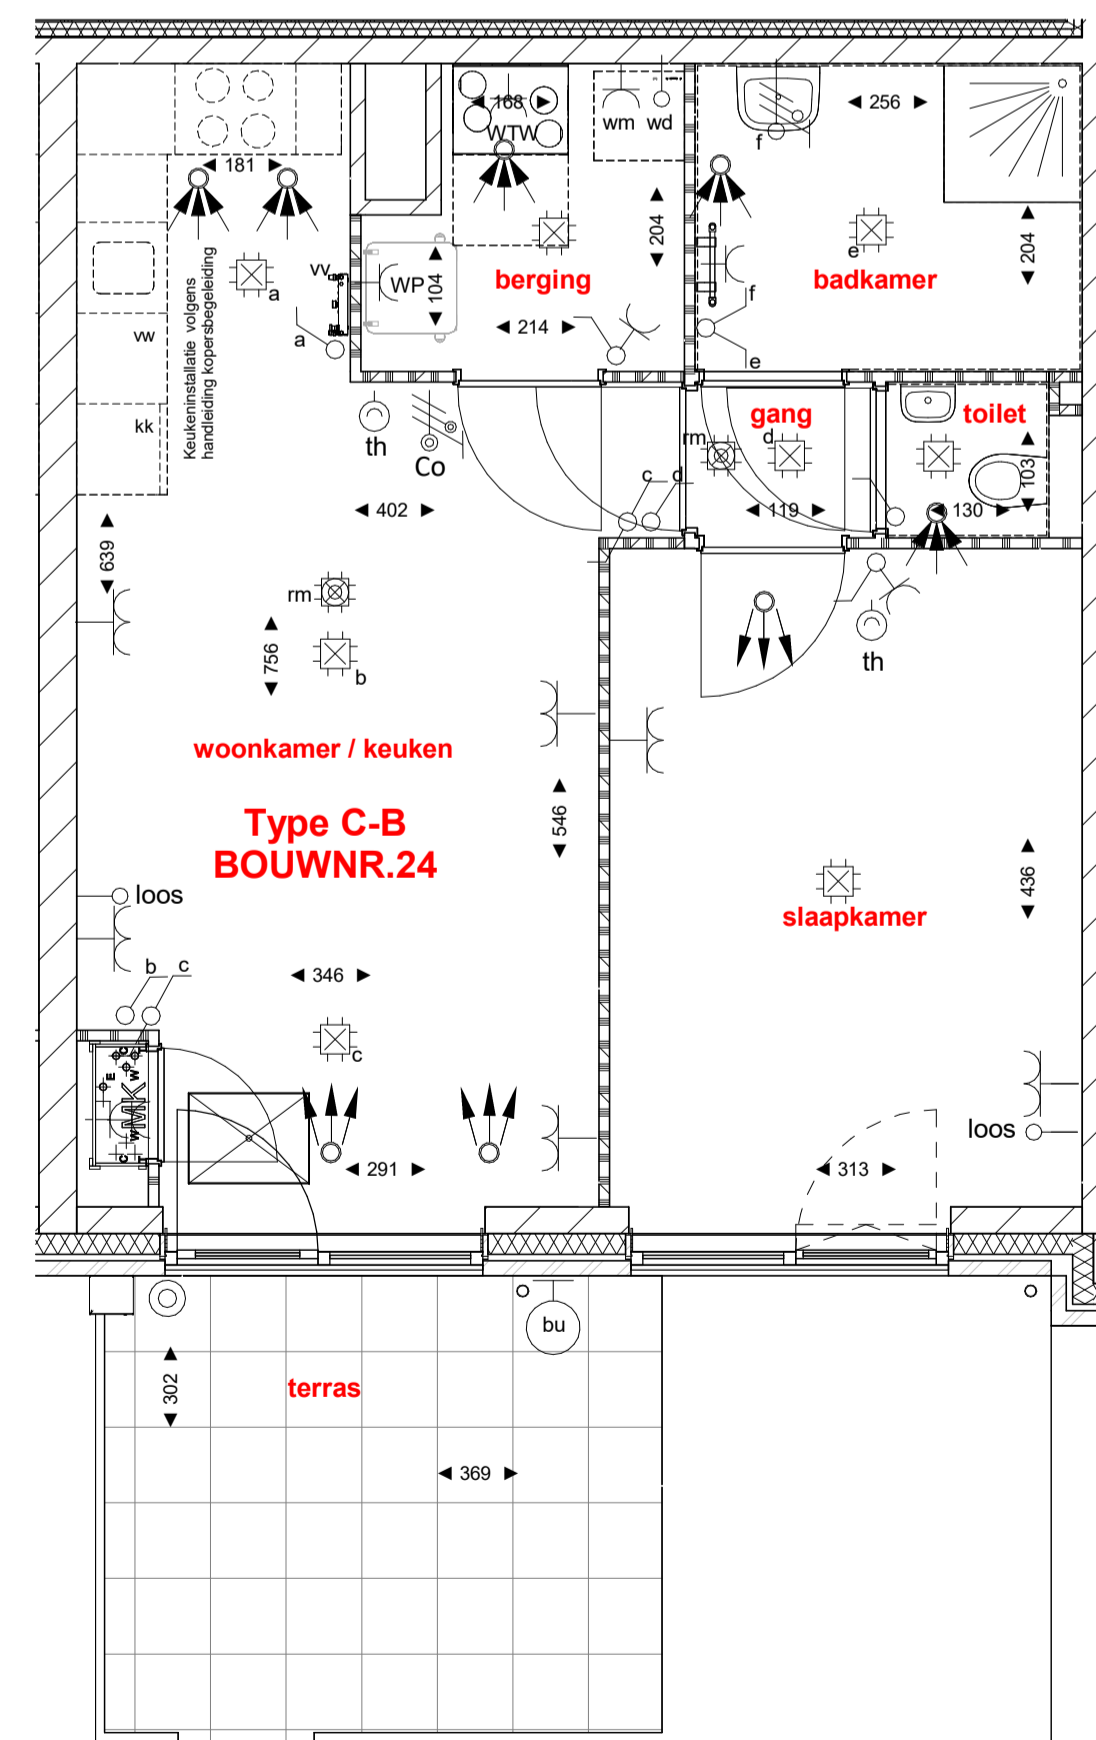 168
WTW
wm
wd
f
256
181
204
e
204
a
vv
WP
104
berging
badkamer
Keukeninstallatie volgens
handleiding kopersbegeleiding
vw
a
214
f
e
kk
th
Co
gang
toilet
rm
d
c
d
103
402
119
130
639
rm
756
b
th
woonkamer / keuken
Type C-B
BOUWNR.24
546
436
slaapkamer
loos
b
c
346
c
C
E
W
MK
W
C
loos
291
313
bu
302
terras
369